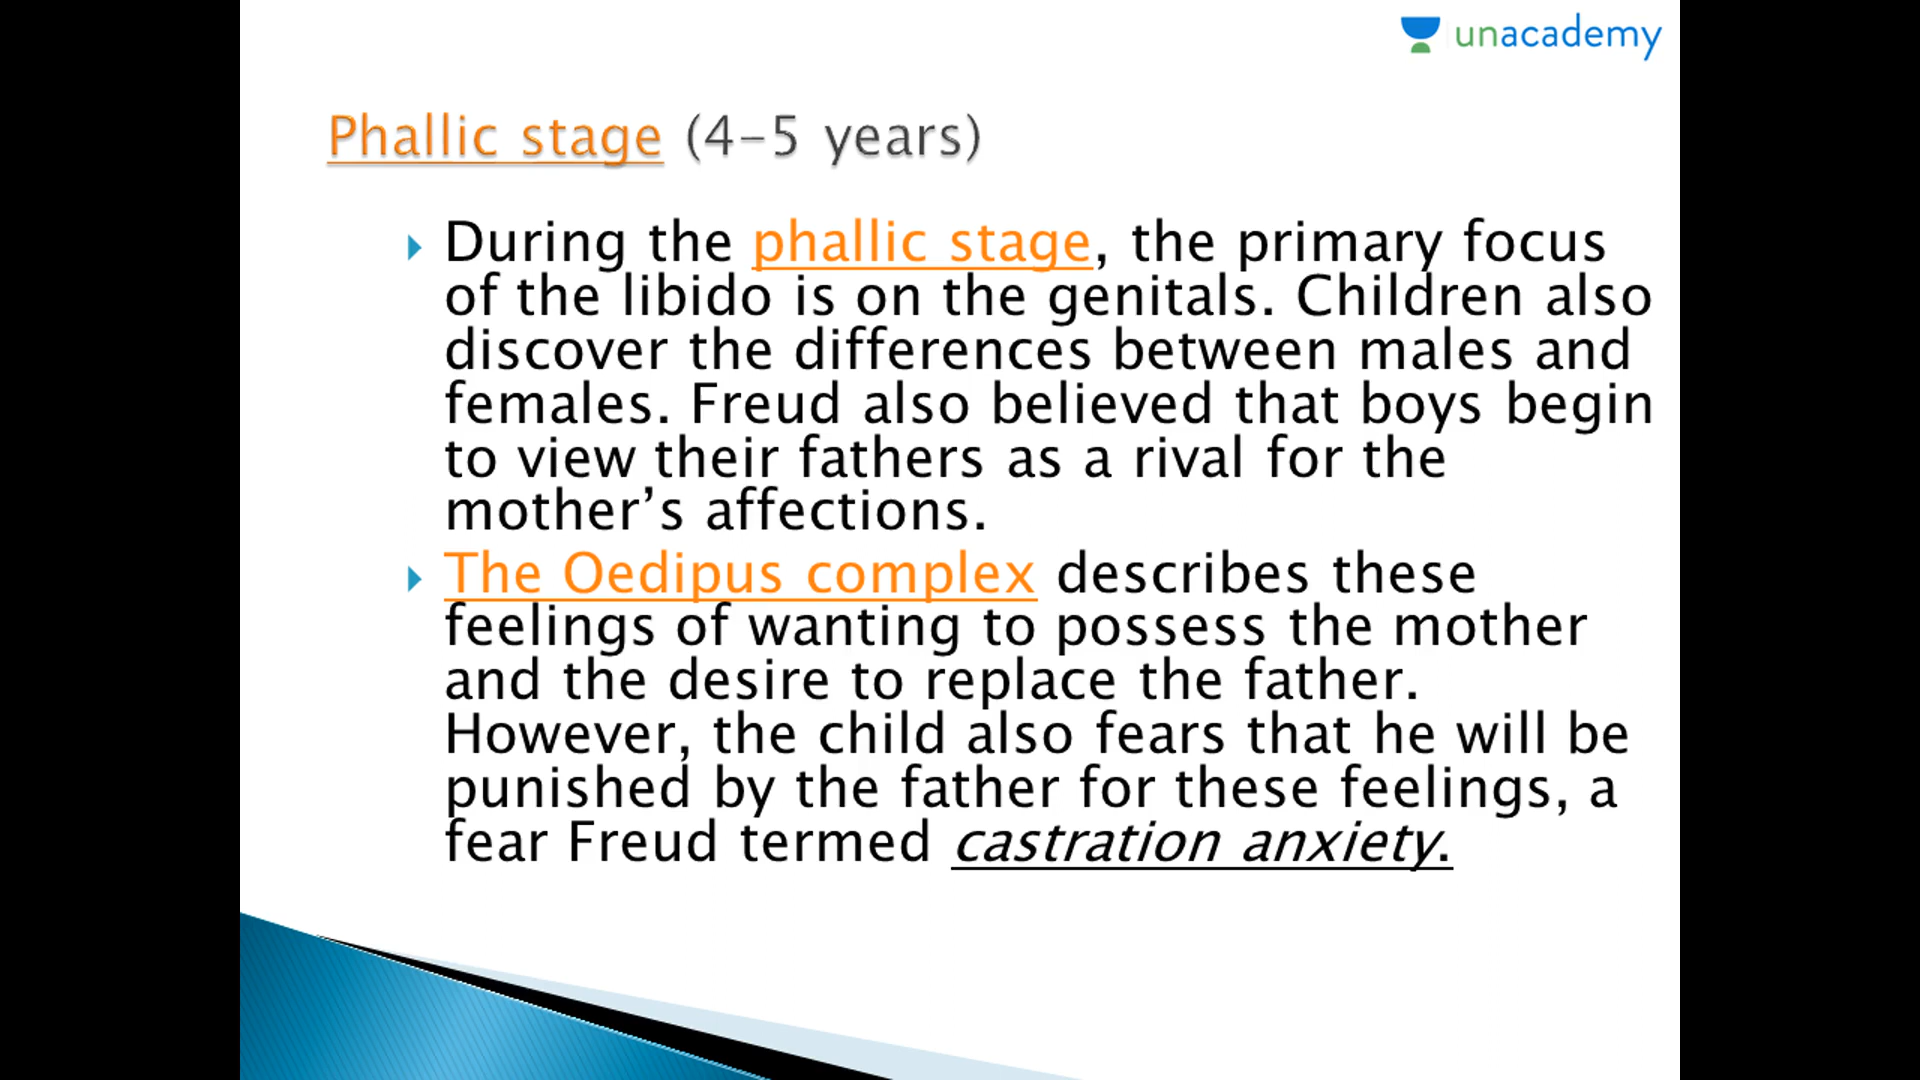 unacademy
Phallic stage (4-5 years)
During the phallic stage, the primary focus
of the libido is on the genitals. Children also
discover the differences between males and
females. Freud also believed that boys begin
to view their fathers as a rival for the
mother’s affections.
The Oedipus complex describes these
feelings of wanting to possess the mother
and the desire to replace the father.
However, the child also fears that he will be
punished by the father for these feelings, a
fear Freud termed castration anxiety.